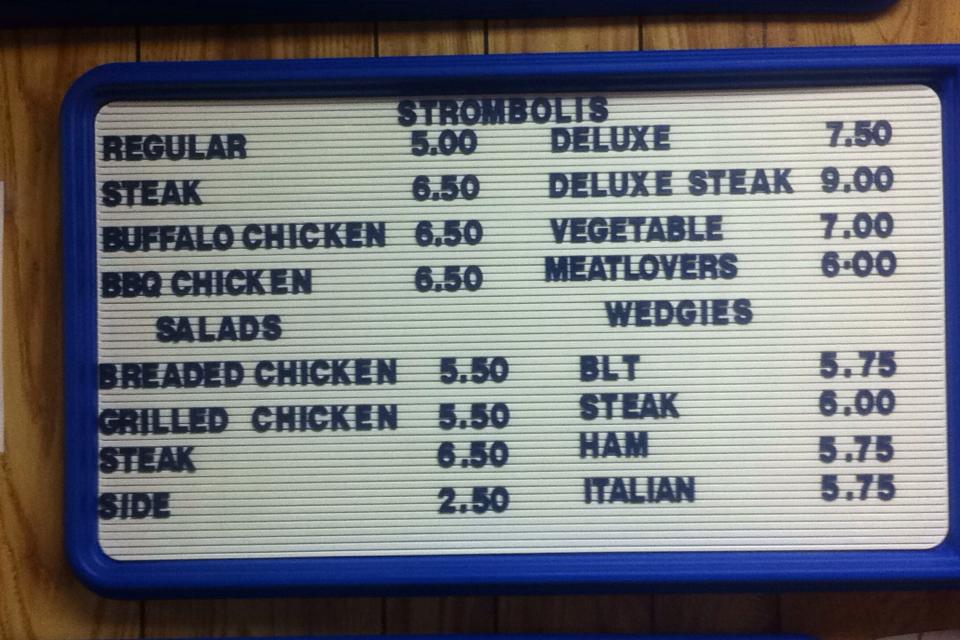 STROMBOLIS
REGULAR 5.00 DELUXE 7.50
STEAK 6.50 DELUXE STEAK 9.00
BUFFALO CHICKEN 6.50 VEGETABLE 7.00
BBQ CHICKEN 6.50 MEATLOVERS 6.00
SALADS WEDGIES
BREADED CHICKEN 5.50 BLT 5.75
GRILLED CHICKEN 5.50 STEAK 6.00
STEAK 6.50 HAM 5.75
SIDE 2.50 ITALIAN 5.75